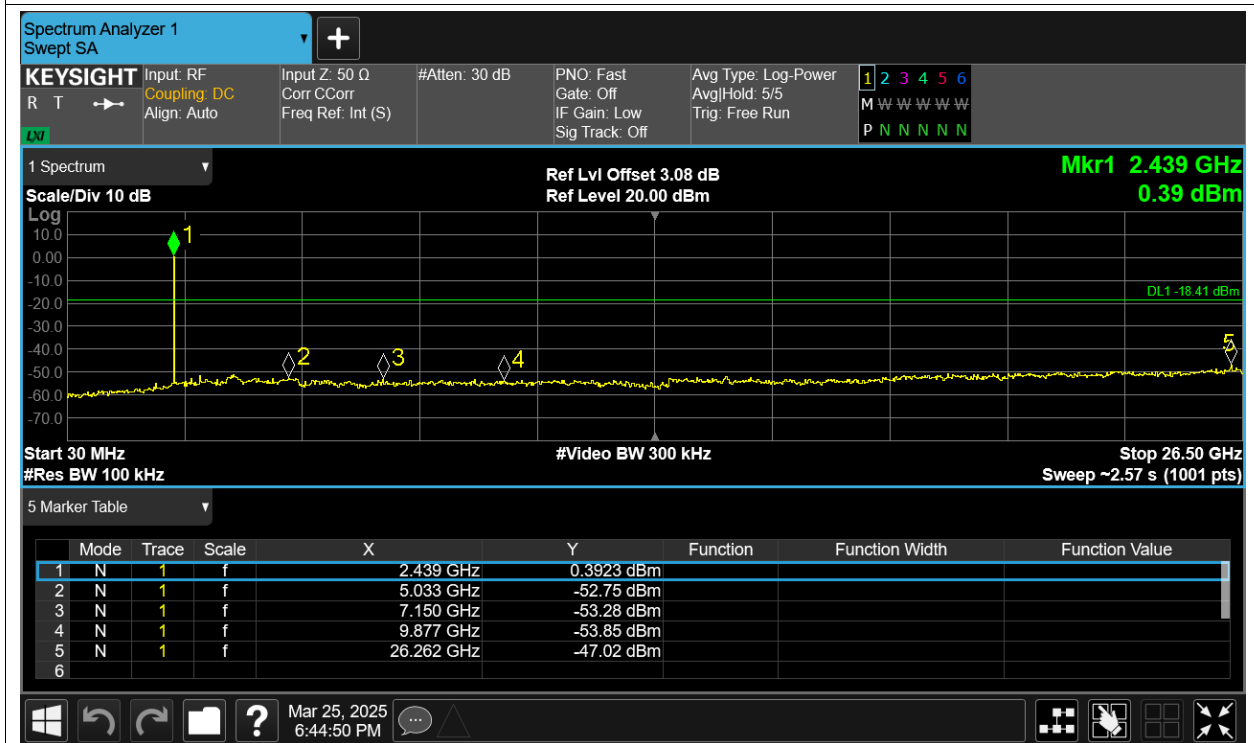 Spectrum Analyzer 1
Swept SA
KEYSIGHT
R T
LXI
Input: RF
Coupling: DC
Align: Auto
Input Z: 50 Ω
Corr CCorr
Freq Ref: Int (S)
#Atten: 30 dB
PNO: Fast
Gate: Off
IF Gain: Low
Sig Track: Off
Avg Type: Log-Power
Avg|Hold: 5/5
Trig: Free Run
1 2 3 4 5 6
M W W W W W
P N N N N N
1 Spectrum
Scale/Div 10 dB
Ref Lvl Offset 3.08 dB
Ref Level 20.00 dBm
Mkr1 2.439 GHz
0.39 dBm
Log
10.0
0.00
-10.0
-20.0
-30.0
-40.0
-50.0
-60.0
-70.0
1
2
3
4
5
DL1 -18.41 dBm
Start 30 MHz
#Res BW 100 kHz
#Video BW 300 kHz
Stop 26.50 GHz
Sweep ~2.57 s (1001 pts)
5 Marker Table
Mode Trace Scale X Y Function Function Width Function Value
1 N 1 f 2.439 GHz 0.3923 dBm
2 N 1 f 5.033 GHz -52.75 dBm
3 N 1 f 7.150 GHz -53.28 dBm
4 N 1 f 9.877 GHz -53.85 dBm
5 N 1 f 26.262 GHz -47.02 dBm
6
?
Mar 25, 2025
6:44:50 PM